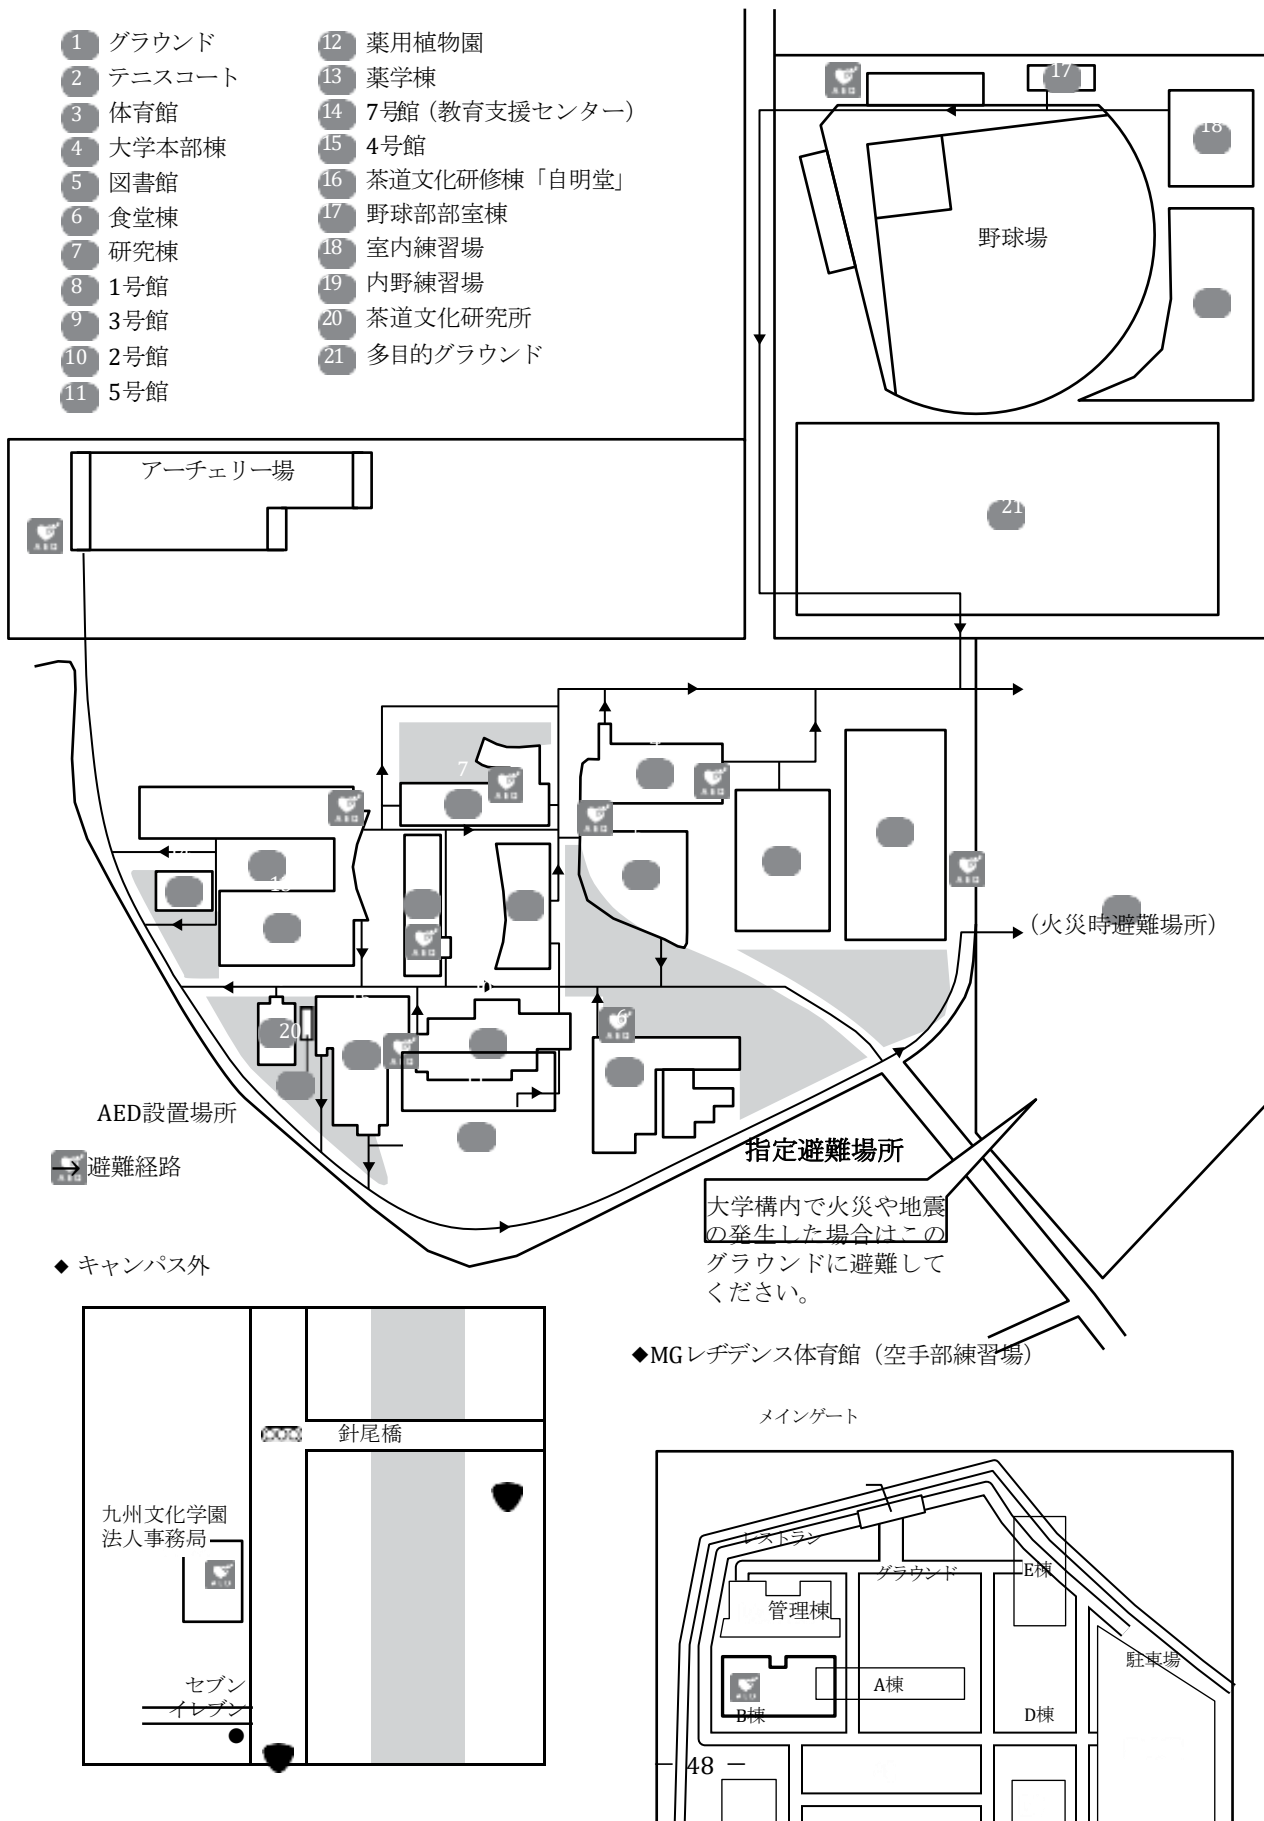 1 グラウンド
2 テニスコート
3 体育館
4 大学本部棟
5 図書館
6 食堂棟
7 研究棟
8 1号館
9 3号館
10 2号館
11 5号館
12 薬用植物園
13 薬学棟
14 7号館（教育支援センター）
15 4号館
16 茶道文化研修棟「自明堂」
17 野球部部室棟
18 室内練習場
19 内野練習場
20 茶道文化研究所
21 多目的グラウンド
17
18
野球場
アーチェリー場
21
7
（火災時避難場所）
20
6
AED設置場所
避難経路
指定避難場所
大学構内で火災や地震
の発生した場合はこの
グラウンドに避難して
ください。
◆ キャンパス外
針尾橋
九州文化学園
法人事務局
セブン
イレブン
◆MGレヂデンス体育館（空手部練習場）
メインゲート
レストラン
グラウンド
E棟
管理棟
駐車場
A棟
B棟
D棟
－ 48 －